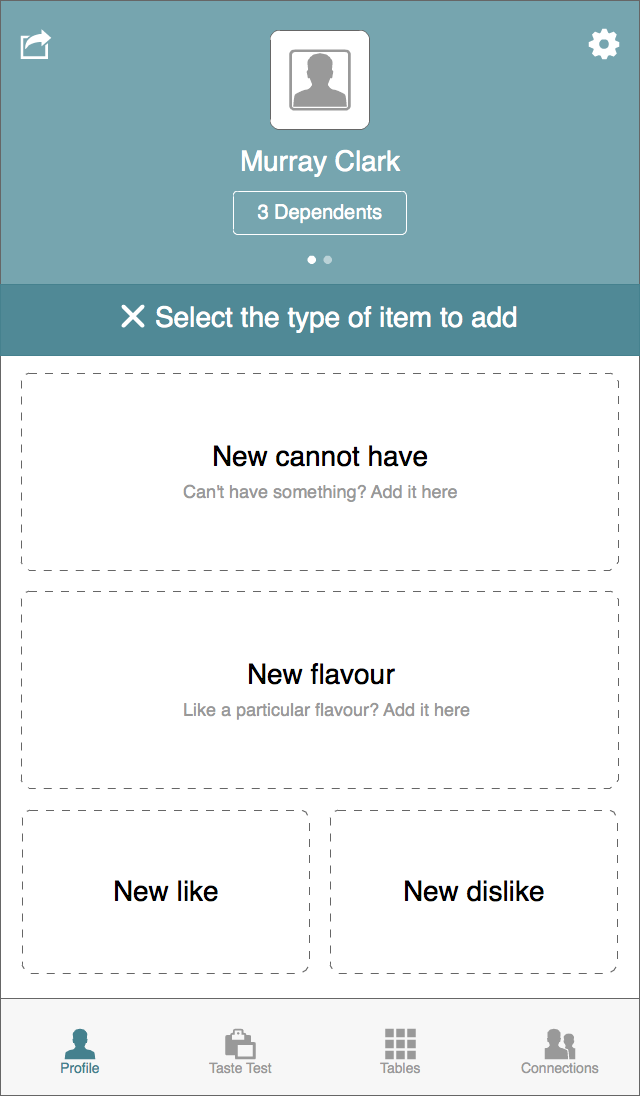 Murray Clark
3 Dependents
Select the type of item to add
New cannot have
Can't have something? Add it here
New flavour
Like a particular flavour? Add it here
New like
New dislike
Profile
Taste Test
Tables
Connections